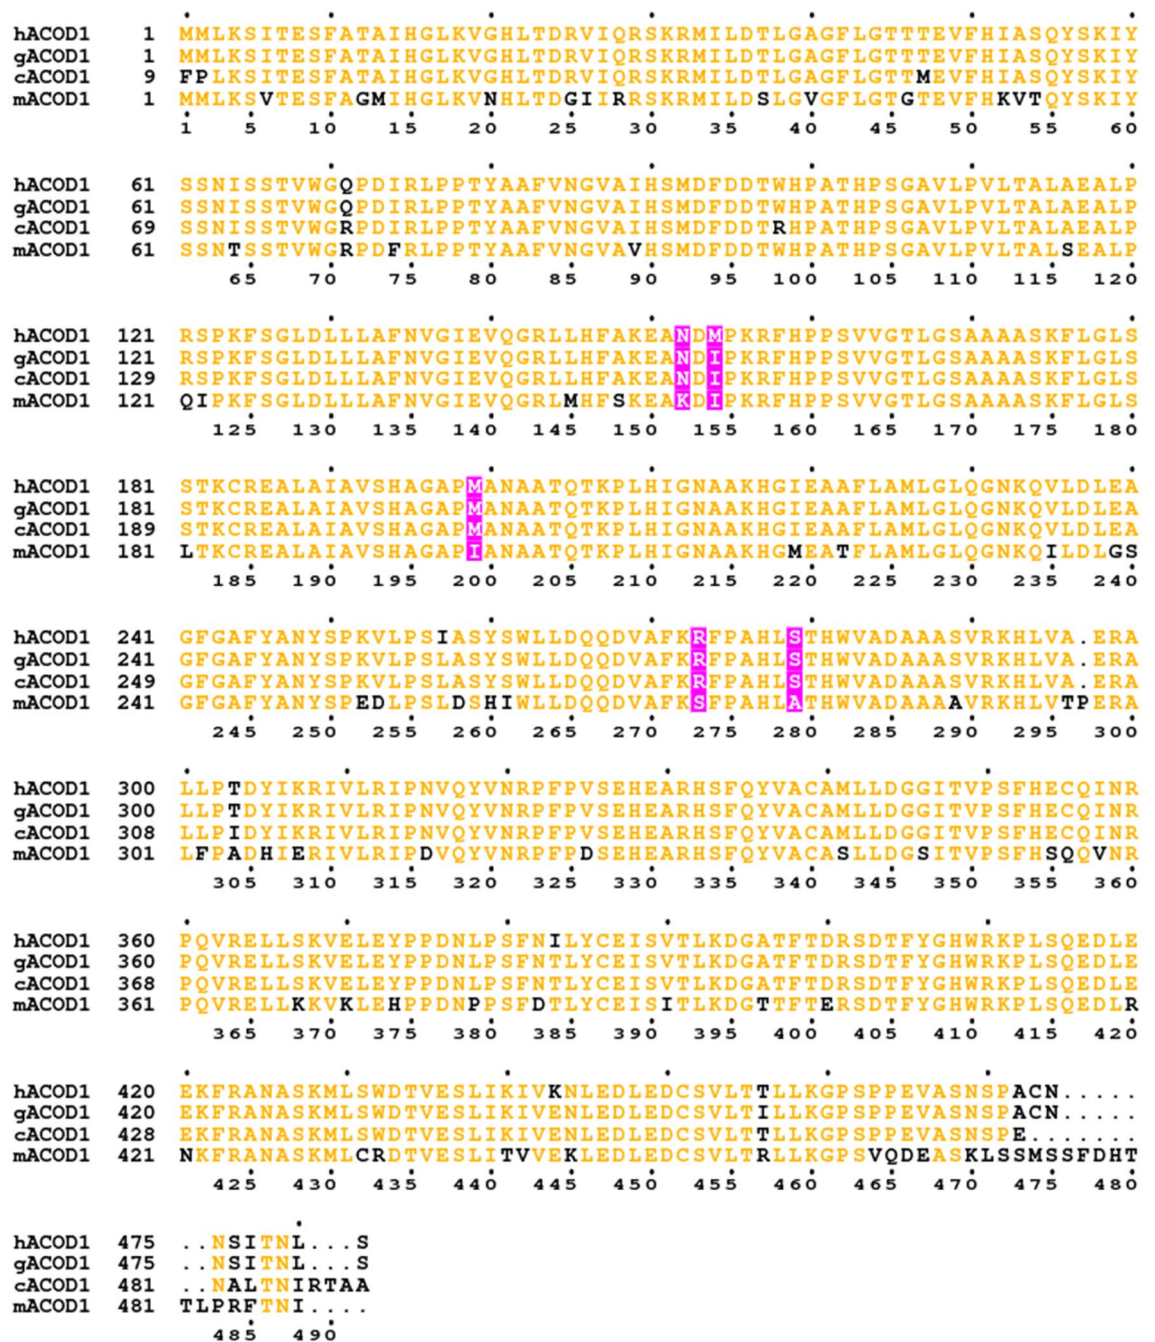 hACOD1 1 MMLKSITESFATAIHGLKVGHLTDRVIQRSKRMILDTLGAGFLGTTTEVFHIASQYSKIY
gACOD1 1 MMLKSITESFATAIHGLKVGHLTDRVIQRSKRMILDTLGAGFLGTTTEVFHIASQYSKIY
cACOD1 9 FPLKSITESFATAIHGLKVGHLTDRVIQRSKRMILDTLGAGFLGTTMEVFHIASQYSKIY
mACOD1 1 MMLKSVTESFAGMIHGLKVNHLTDGIIRRSKRMILDSLGVGFLGTGTEVFHKVTQYSKIY
1 5 10 15 20 25 30 35 40 45 50 55 60
hACOD1 61 SSNISSTVWGQPDIRLPPTYAAFVNGVAIHSMDFDDTWHPATHPSGAVLPVLTALAEALP
gACOD1 61 SSNISSTVWGQPDIRLPPTYAAFVNGVAIHSMDFDDTWHPATHPSGAVLPVLTALAEALP
cACOD1 69 SSNISSTVWGRPDIRLPPTYAAFVNGVAIHSMDFDDTRHPATHPSGAVLPVLTALAEALP
mACOD1 61 SSNTSSTVWGRPDFRLPPTYAAFVNGVAVHSMDFDDTWHPATHPSGAVLPVLTALSEALP
65 70 75 80 85 90 95 100 105 110 115 120
hACOD1 121 RSPKFSGLDLLLAFNVGIEVQGRLLHFAKEANDMPKRFHPPSVVGTLGSAAAASKFLGLS
gACOD1 121 RSPKFSGLDLLLAFNVGIEVQGRLLHFAKEANDIPKRFHPPSVVGTLGSAAAASKFLGLS
cACOD1 129 RSPKFSGLDLLLAFNVGIEVQGRLLHFAKEANDIPKRFHPPSVVGTLGSAAAASKFLGLS
mACOD1 121 QIPKFSGLDLLLAFNVGIEVQGRLMHFSKEAKDIPKRFHPPSVVGTLGSAAAASKFLGLS
125 130 135 140 145 150 155 160 165 170 175 180
hACOD1 181 STKCREALAIAVSHAGAPMANAATQTKPLHIGNAAKHGIEAAFLAMLGLQGNKQVLDLEA
gACOD1 181 STKCREALAIAVSHAGAPMANAATQTKPLHIGNAAKHGIEAAFLAMLGLQGNKQVLDLEA
cACOD1 189 STKCREALAIAVSHAGAPMANAATQTKPLHIGNAAKHGIEAAFLAMLGLQGNKQVLDLEA
mACOD1 181 LTKCREALAIAVSHAGAPIANAATQTKPLHIGNAAKHGMEATFLAMLGLQGNKQILDLGS
185 190 195 200 205 210 215 220 225 230 235 240
hACOD1 241 GFGAFYANYSPKVLPSIASYSWLLDQQDVAFKRFPAHLSTHWVADAAASVRKHLVA.ERA
gACOD1 241 GFGAFYANYSPKVLPSLASYSWLLDQQDVAFKRFPAHLSTHWVADAAASVRKHLVA.ERA
cACOD1 249 GFGAFYANYSPKVLPSLASYSWLLDQQDVAFKRFPAHLSTHWVADAAASVRKHLVA.ERA
mACOD1 241 GFGAFYANYSPEDLPSLDSHIWLLDQQDVAFKSFPAHLATHWVADAAAAVRKHLVTPERA
245 250 255 260 265 270 275 280 285 290 295 300
hACOD1 300 LLPTDYIKRIVLRIPNVQYVNRPFPVSEHEARHSFQYVACAMLLDGGITVPSFHECQINR
gACOD1 300 LLPTDYIKRIVLRIPNVQYVNRPFPVSEHEARHSFQYVACAMLLDGGITVPSFHECQINR
cACOD1 308 LLPIDYIKRIVLRIPNVQYVNRPFPVSEHEARHSFQYVACAMLLDGGITVPSFHECQINR
mACOD1 301 LFPADHIERIVLRIPDVQYVNRPFPDSEHEARHSFQYVACASLLDGSITVPSFHSQQVNR
305 310 315 320 325 330 335 340 345 350 355 360
hACOD1 360 PQVRELLSKVELEYPPDNLPSFNILYCEISVTLKDGATFTDRSDTFYGHWRKPLSQEDLE
gACOD1 360 PQVRELLSKVELEYPPDNLPSFNTLYCEISVTLKDGATFTDRSDTFYGHWRKPLSQEDLE
cACOD1 368 PQVRELLSKVELEYPPDNLPSFNTLYCEISVTLKDGATFTDRSDTFYGHWRKPLSQEDLE
mACOD1 361 PQVRELLKKVKLEHPPDNPPSFDTLYCEISITLKDGTTFTERSDTFYGHWRKPLSQEDLR
365 370 375 380 385 390 395 400 405 410 415 420
hACOD1 420 EKFRANASKMLSWDTVESLIKIVKNLEDLEDCSVLTTLLKGPSPPEVASNSPACN.....
gACOD1 420 EKFRANASKMLSWDTVESLIKIVENLEDLEDCSVLTILLKGPSPPEVASNSPACN.....
cACOD1 428 EKFRANASKMLSWDTVESLIKIVENLEDLEDCSVLTTLLKGPSPPEVASNSPE.......
mACOD1 421 NKFRANASKMLCRDTVESLITVVEKLEDLEDCSVLTRLLKGPSVQDEASKLSSMSSFDHT
425 430 435 440 445 450 455 460 465 470 475 480
hACOD1 475 ..NSITNL...S
gACOD1 475 ..NSITNL...S
cACOD1 481 ..NALTNIRTAA
mACOD1 481 TLPRFTNI....
485 490